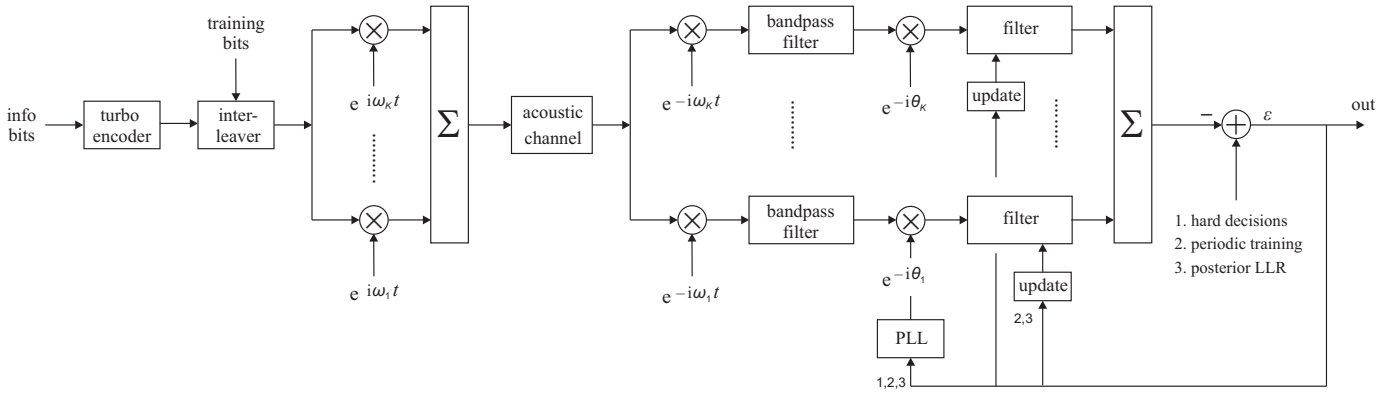 info
bits
turbo
encoder
training
bits
inter-
leaver
e iω_K t
e iω_1 t
Σ
acoustic
channel
e −iω_K t
e −iω_1 t
bandpass
filter
bandpass
filter
e −iθ_K
e −iθ_1
PLL
1,2,3
filter
update
filter
update
2,3
Σ
−
+
ε
out
1. hard decisions
2. periodic training
3. posterior LLR